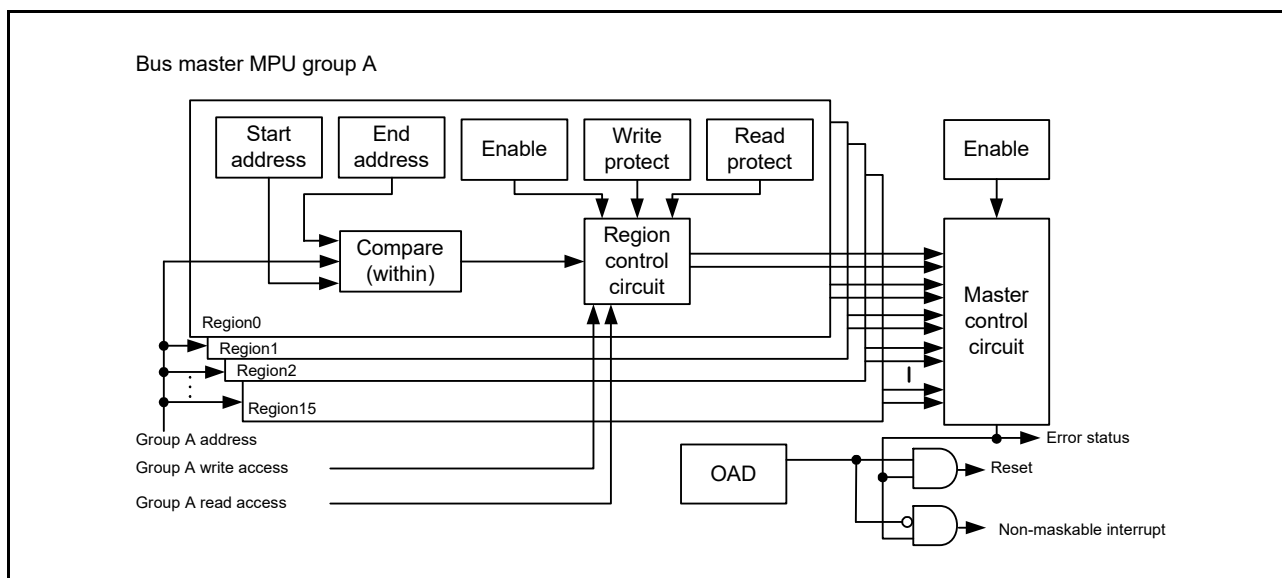 Bus master MPU group A
Start
address
End
address
Enable
Write
protect
Read
protect
Enable
Compare
(within)
Region
control
circuit
Master
control
circuit
Region0
Region1
Region2
Region15
Group A address
Group A write access
Group A read access
OAD
Error status
Reset
Non-maskable interrupt